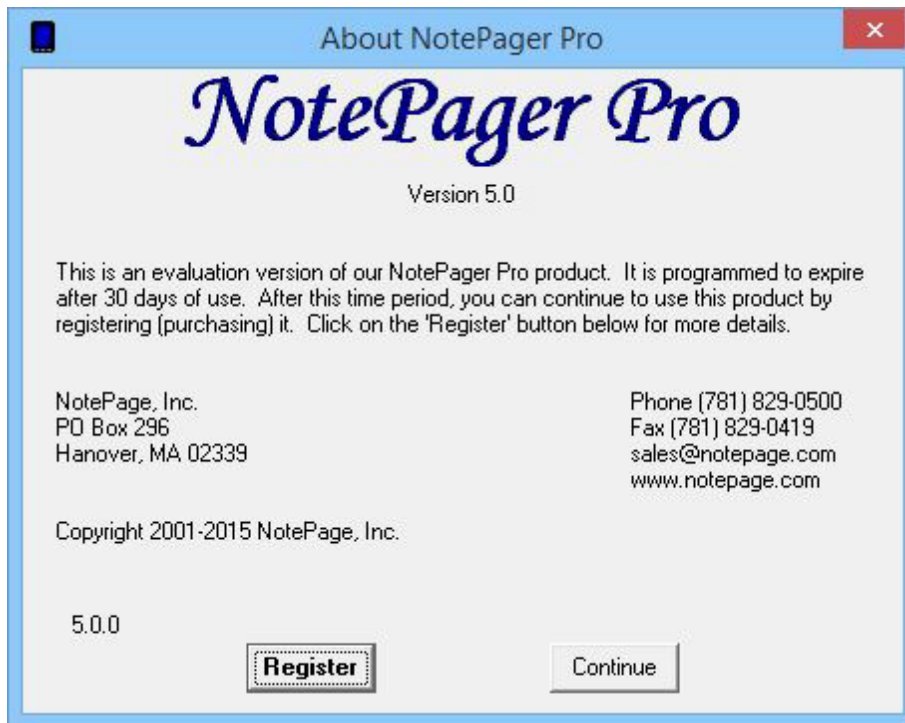 About NotePager Pro
NotePager Pro
Version 5.0
This is an evaluation version of our NotePager Pro product.  It is programmed to expire
after 30 days of use.  After this time period, you can continue to use this product by
registering (purchasing) it.  Click on the 'Register' button below for more details.
NotePage, Inc.
PO Box 296
Hanover, MA 02339
Phone (781) 829-0500
Fax (781) 829-0419
sales@notepage.com
www.notepage.com
Copyright 2001-2015 NotePage, Inc.
5.0.0
Register
Continue